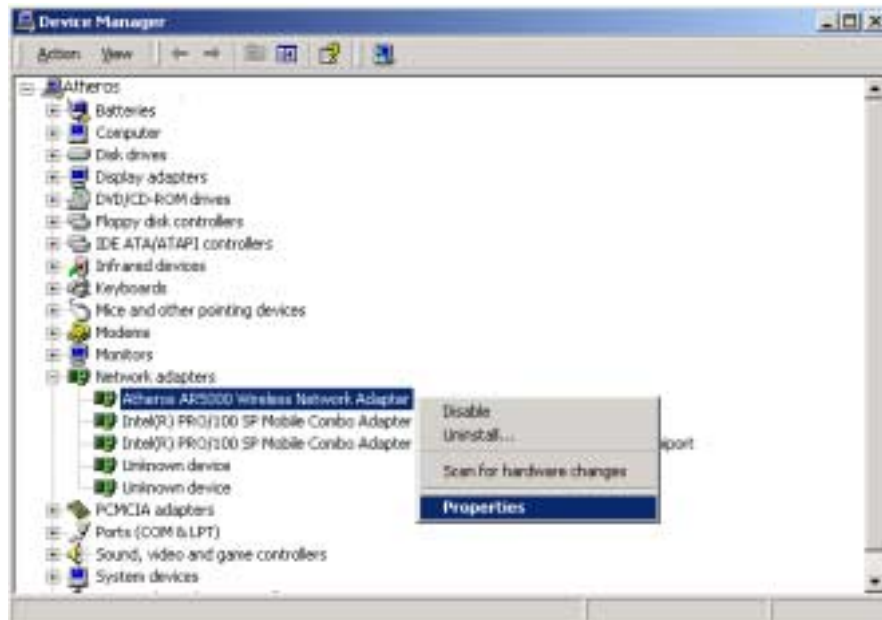 Device Manager
Action View
Atheros
Batteries
Computer
Disk drives
Display adapters
DVD/CD-ROM drives
Floppy disk controllers
IDE ATA/ATAPI controllers
Infrared devices
Keyboards
Mice and other pointing devices
Modems
Monitors
Network adapters
Atheros AR5000 Wireless Network Adapter
Intel(R) PRO/100 SP Mobile Combo Adapter
Intel(R) PRO/100 SP Mobile Combo Adapter
iport
Unknown device
Unknown device
PCMCIA adapters
Ports (COM & LPT)
Sound, video and game controllers
System devices
Disable
Uninstall...
Scan for hardware changes
Properties